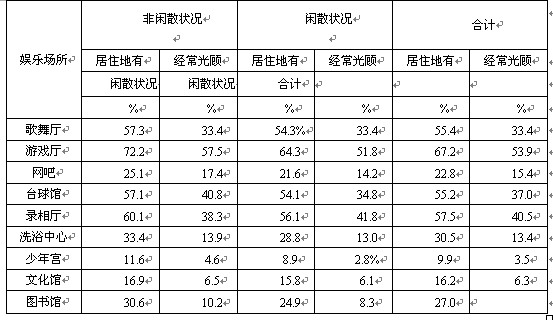 娱乐场所 非闲散状况 闲散状况 合计
居住地有 经常光顾 居住地有 经常光顾 居住地有 经常光顾
闲散状况 闲散状况 合计
% % % % % %
歌舞厅 57.3 33.4 54.3% 33.4 55.4 33.4
游戏厅 72.2 57.5 64.3 51.8 67.2 53.9
网吧 25.1 17.4 21.6 14.2 22.8 15.4
台球馆 57.1 40.8 54.1 34.8 55.2 37.0
录相厅 60.1 38.3 56.1 41.8 57.5 40.5
洗浴中心 33.4 13.9 28.8 13.0 30.5 13.4
少年宫 11.6 4.6 8.9 2.8% 9.9 3.5
文化馆 16.9 6.5 15.8 6.1 16.2 6.3
图书馆 30.6 10.2 24.9 8.3 27.0